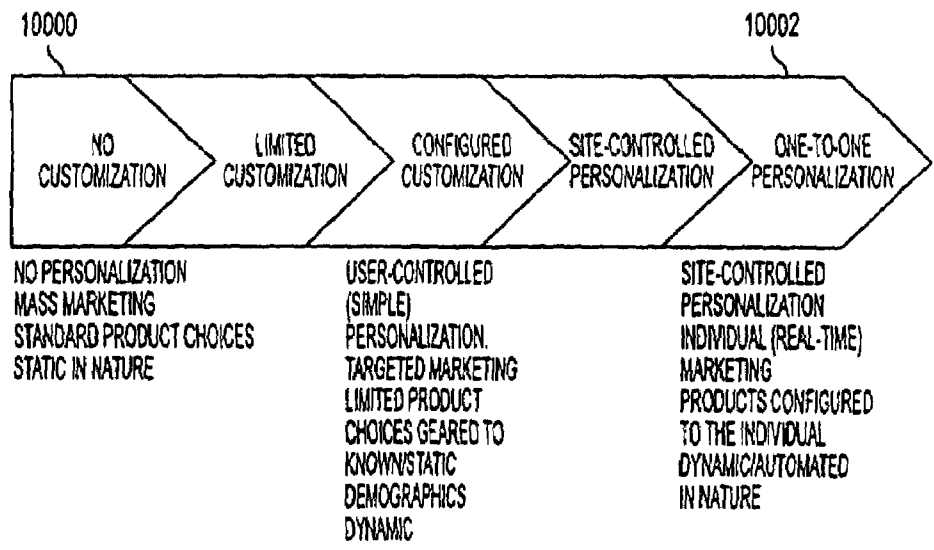 10000
10002
NO
CUSTOMIZATION
LIMITED
CUSTOMIZATION
CONFIGURED
CUSTOMIZATION
SITE-CONTROLLED
PERSONALIZATION
ONE-TO-ONE
PERSONALIZATION
NO PERSONALIZATION
MASS MARKETING
STANDARD PRODUCT CHOICES
STATIC IN NATURE
USER-CONTROLLED
(SIMPLE)
PERSONALIZATION.
TARGETED MARKETING
LIMITED PRODUCT
CHOICES GEARED TO
KNOWN/STATIC
DEMOGRAPHICS
DYNAMIC
SITE-CONTROLLED
PERSONALIZATION
INDIVIDUAL (REAL-TIME)
MARKETING
PRODUCTS CONFIGURED
TO THE INDIVIDUAL
DYNAMIC/AUTOMATED
IN NATURE